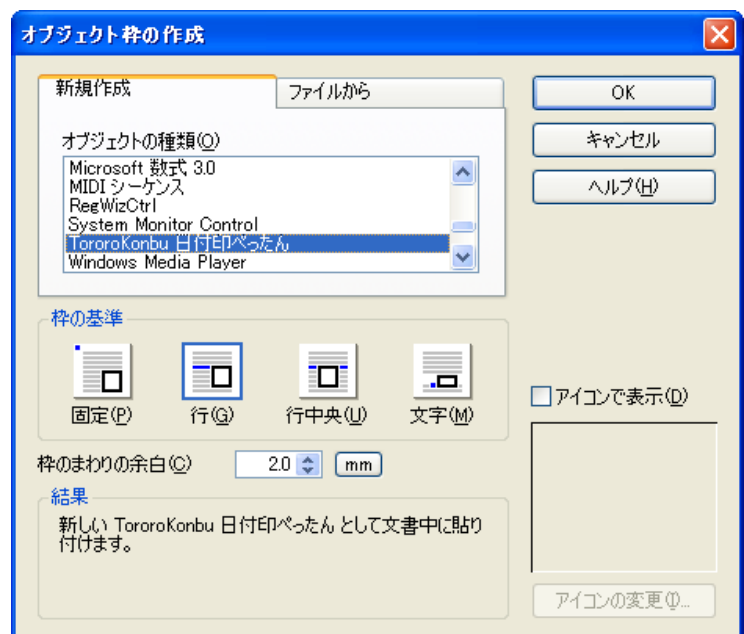 オブジェクト枠の作成
新規作成
ファイルから
オブジェクトの種類(O)
Microsoft 数式 3.0
MIDI シーケンス
RegWizCtrl
System Monitor Control
TororoKonbu 日付印ぺったん
Windows Media Player
OK
キャンセル
ヘルプ(H)
枠の基準
固定(P)
行(G)
行中央(U)
文字(M)
枠のまわりの余白(C)
2.0
mm
アイコンで表示(D)
結果
新しい TororoKonbu 日付印ぺったん として文書中に貼り
付けます。
アイコンの変更(I)...